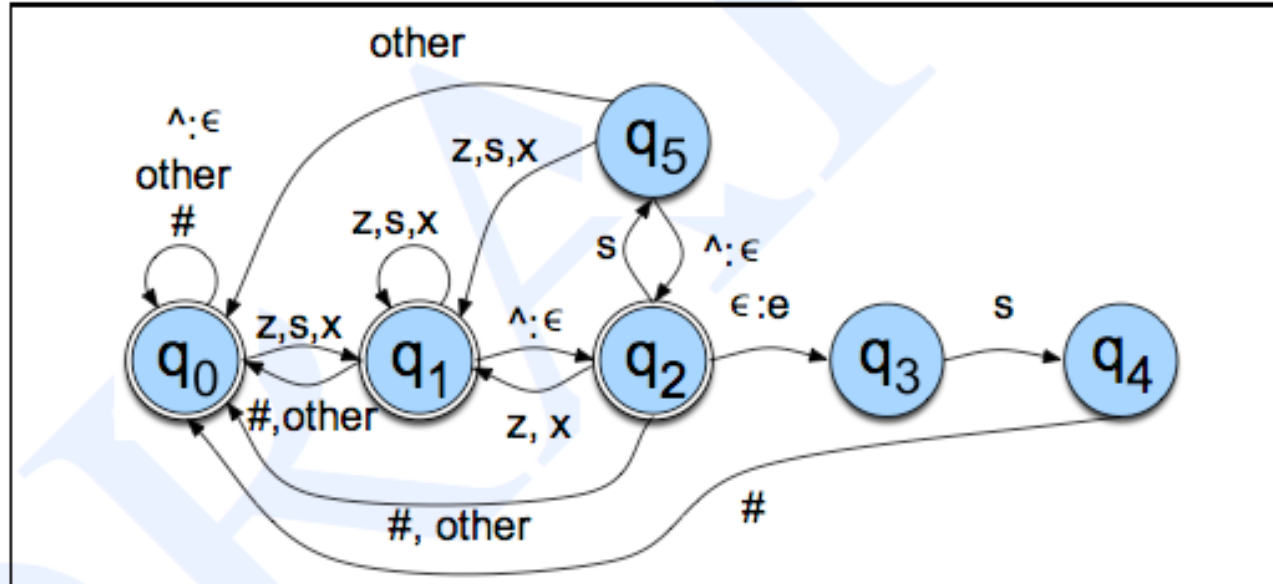 other
^:ϵ
other
#
z,s,x
q5
z,s,x
s
^:ϵ
ϵ:e
s
z,s,x
^:ϵ
q0
q1
q2
q3
q4
#,other
z, x
#, other
#